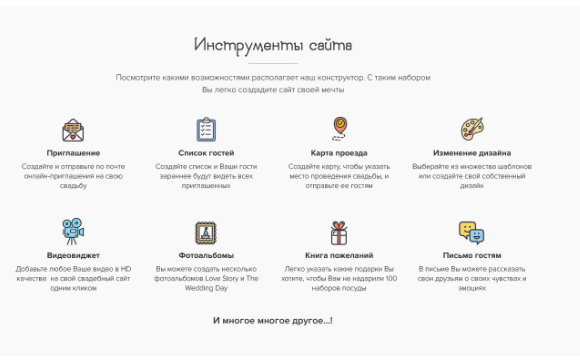 Инструменты сайта
Посмотрите какими возможностями располагает наш конструктор. С таким набором
Вы легко создадите сайт своей мечты
Приглашение
Создайте и отправьте по почте
онлайн-приглашения на свою
свадьбу
Список гостей
Создайте список и Ваши гости
зараннее будут видеть всех
приглашенных
Карта проезда
Создайте карту, чтобы указать
место проведения свадьбы, и
отправьте ее гостям
Изменение дизайна
Выбирайте из множества шаблонов
или создайте свой собственный
дизайн
Видеовиджет
Добавьте любое Ваше видео в HD
качестве на свой свадебный сайт
одним кликом
Фотоальбомы
Вы можете создать несколько
фотоальбомов Love Story и The
Wedding Day
Книга пожеланий
Легко указать какие подарки Вы
хотите, чтобы Вам не надарили 100
наборов посуды
Письмо гостям
В письме Вы можете рассказать
свои друзьям о своих чувствах и
эмоциях
И многое многое другое...!